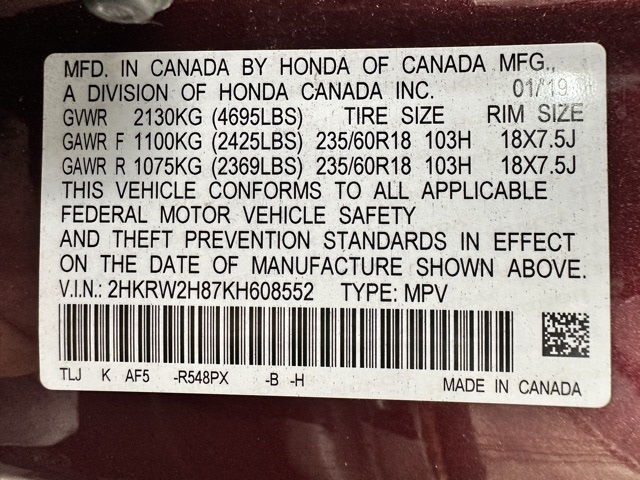 MFD. IN CANADA BY HONDA OF CANADA MFG.,
A DIVISION OF HONDA CANADA INC. 01/19
GVWR 2130KG (4695LBS) TIRE SIZE RIM SIZE
GAWR F 1100KG (2425LBS) 235/60R18 103H 18X7.5J
GAWR R 1075KG (2369LBS) 235/60R18 103H 18X7.5J
THIS VEHICLE CONFORMS TO ALL APPLICABLE
FEDERAL MOTOR VEHICLE SAFETY
AND THEFT PREVENTION STANDARDS IN EFFECT
ON THE DATE OF MANUFACTURE SHOWN ABOVE.
V.I.N.: 2HKRW2H87KH608552 TYPE: MPV
TLJ K AF5 -R548PX -B -H MADE IN CANADA